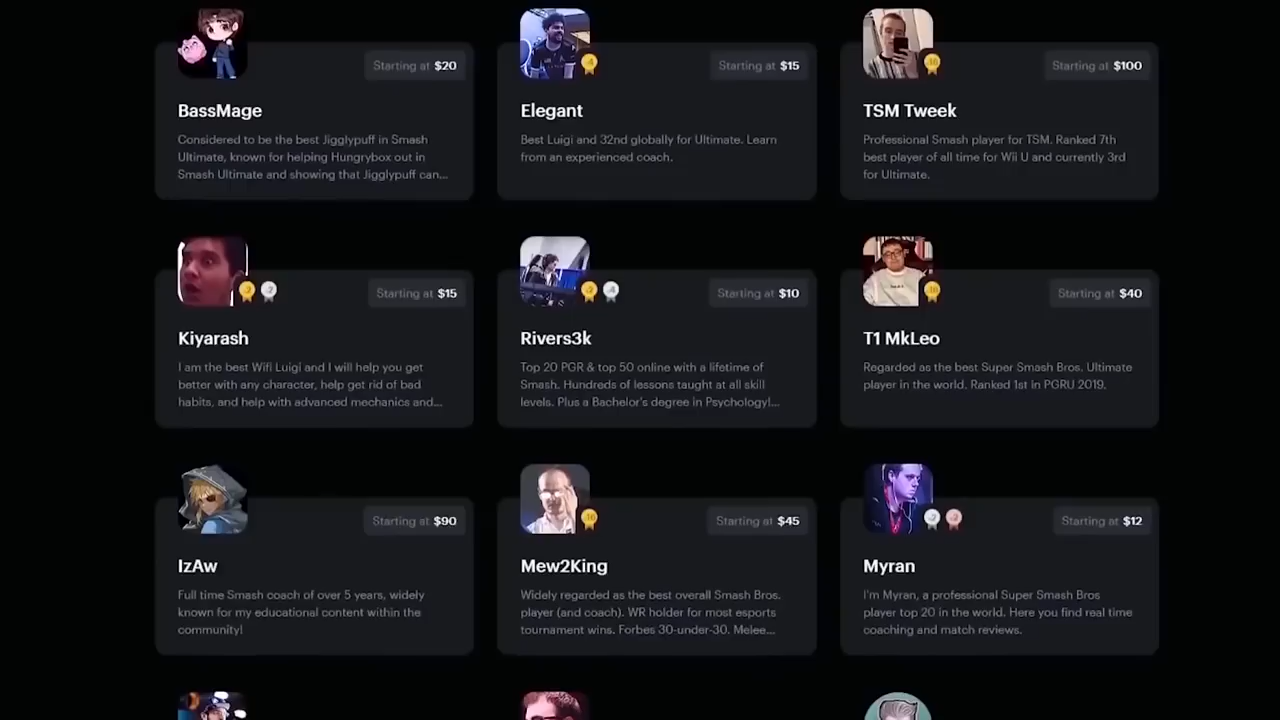 Starting at $20
BassMage
Considered to be the best Jigglypuff in Smash
Ultimate, known for helping Hungrybox out in
Smash Ultimate and showing that Jigglypuff can...
Starting at $15
Elegant
Best Luigi and 32nd globally for Ultimate. Learn
from an experienced coach.
Starting at $100
TSM Tweek
Professional Smash player for TSM. Ranked 7th
best player of all time for Wii U and currently 3rd
for Ultimate.
Starting at $15
Kiyarash
I am the best Wifi Luigi and I will help you get
better with any character, help get rid of bad
habits, and help with advanced mechanics and...
Starting at $10
Rivers3k
Top 20 PGR & top 50 online with a lifetime of
Smash. Hundreds of lessons taught at all skill
levels. Plus a Bachelor's degree in Psychology!...
Starting at $40
T1 MkLeo
Regarded as the best Super Smash Bros. Ultimate
player in the world. Ranked 1st in PGRU 2019.
Starting at $90
IzAw
Full time Smash coach of over 5 years, widely
known for my educational content within the
community!
Starting at $45
Mew2King
Widely regarded as the best overall Smash Bros.
player (and coach). WR holder for most esports
tournament wins. Forbes 30-under-30. Melee...
Starting at $12
Myran
I'm Myran, a professional Super Smash Bros
player top 20 in the world. Here you find real time
coaching and match reviews.